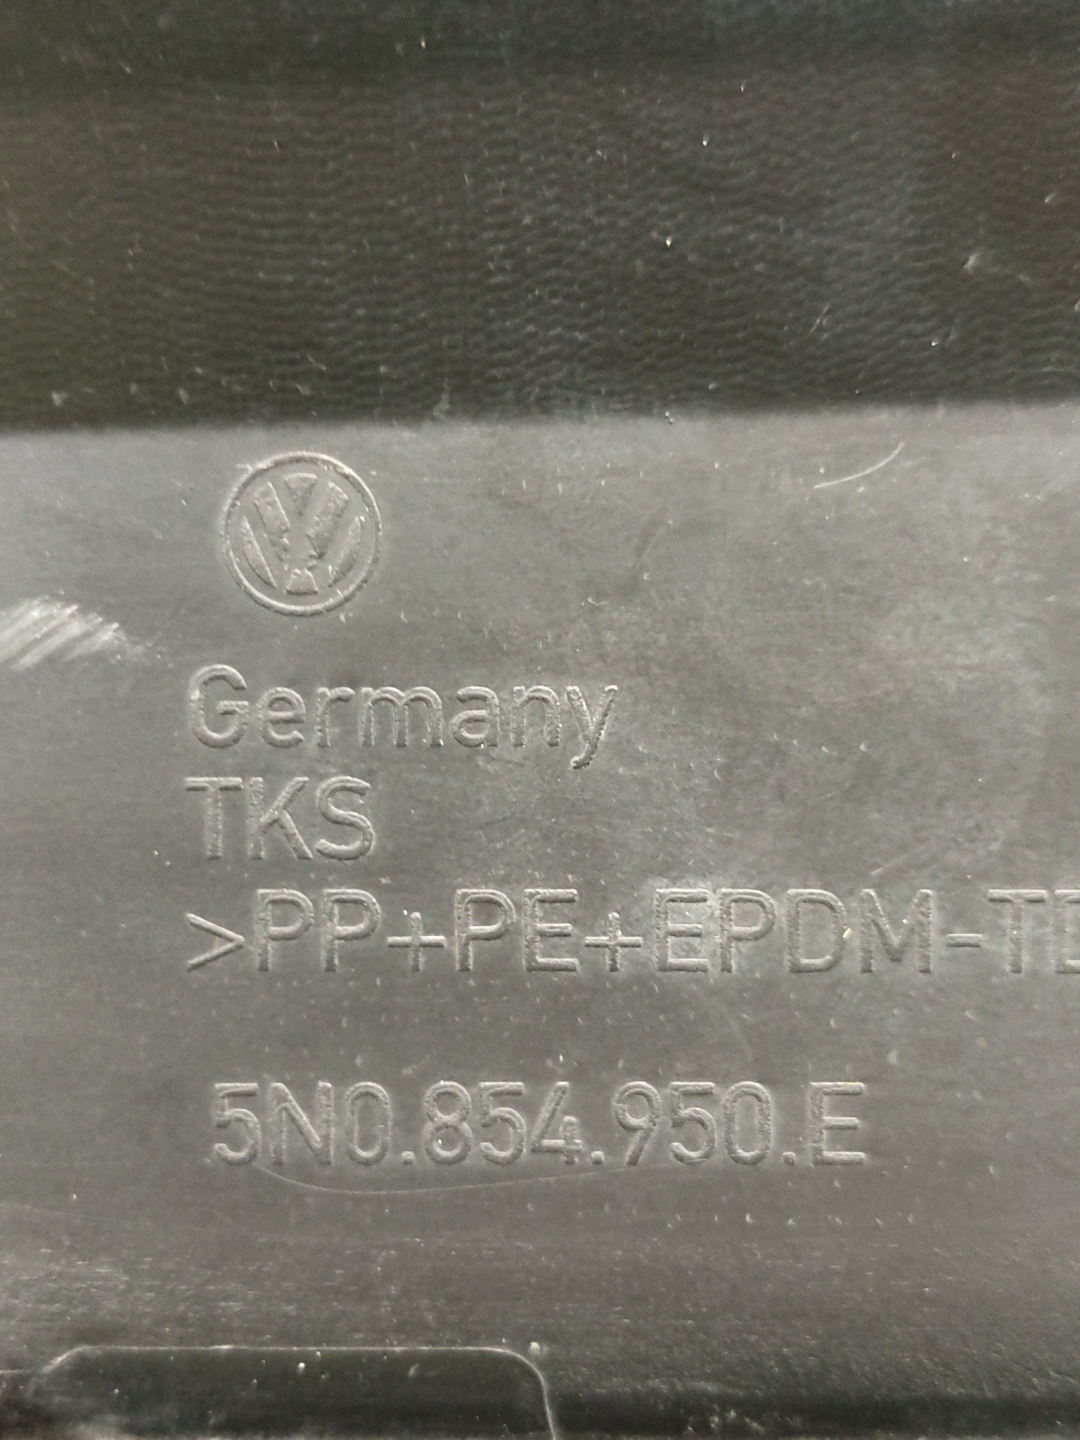 Germany
TKS
>PP+PE+EPDM-T
5N0.854.950.E